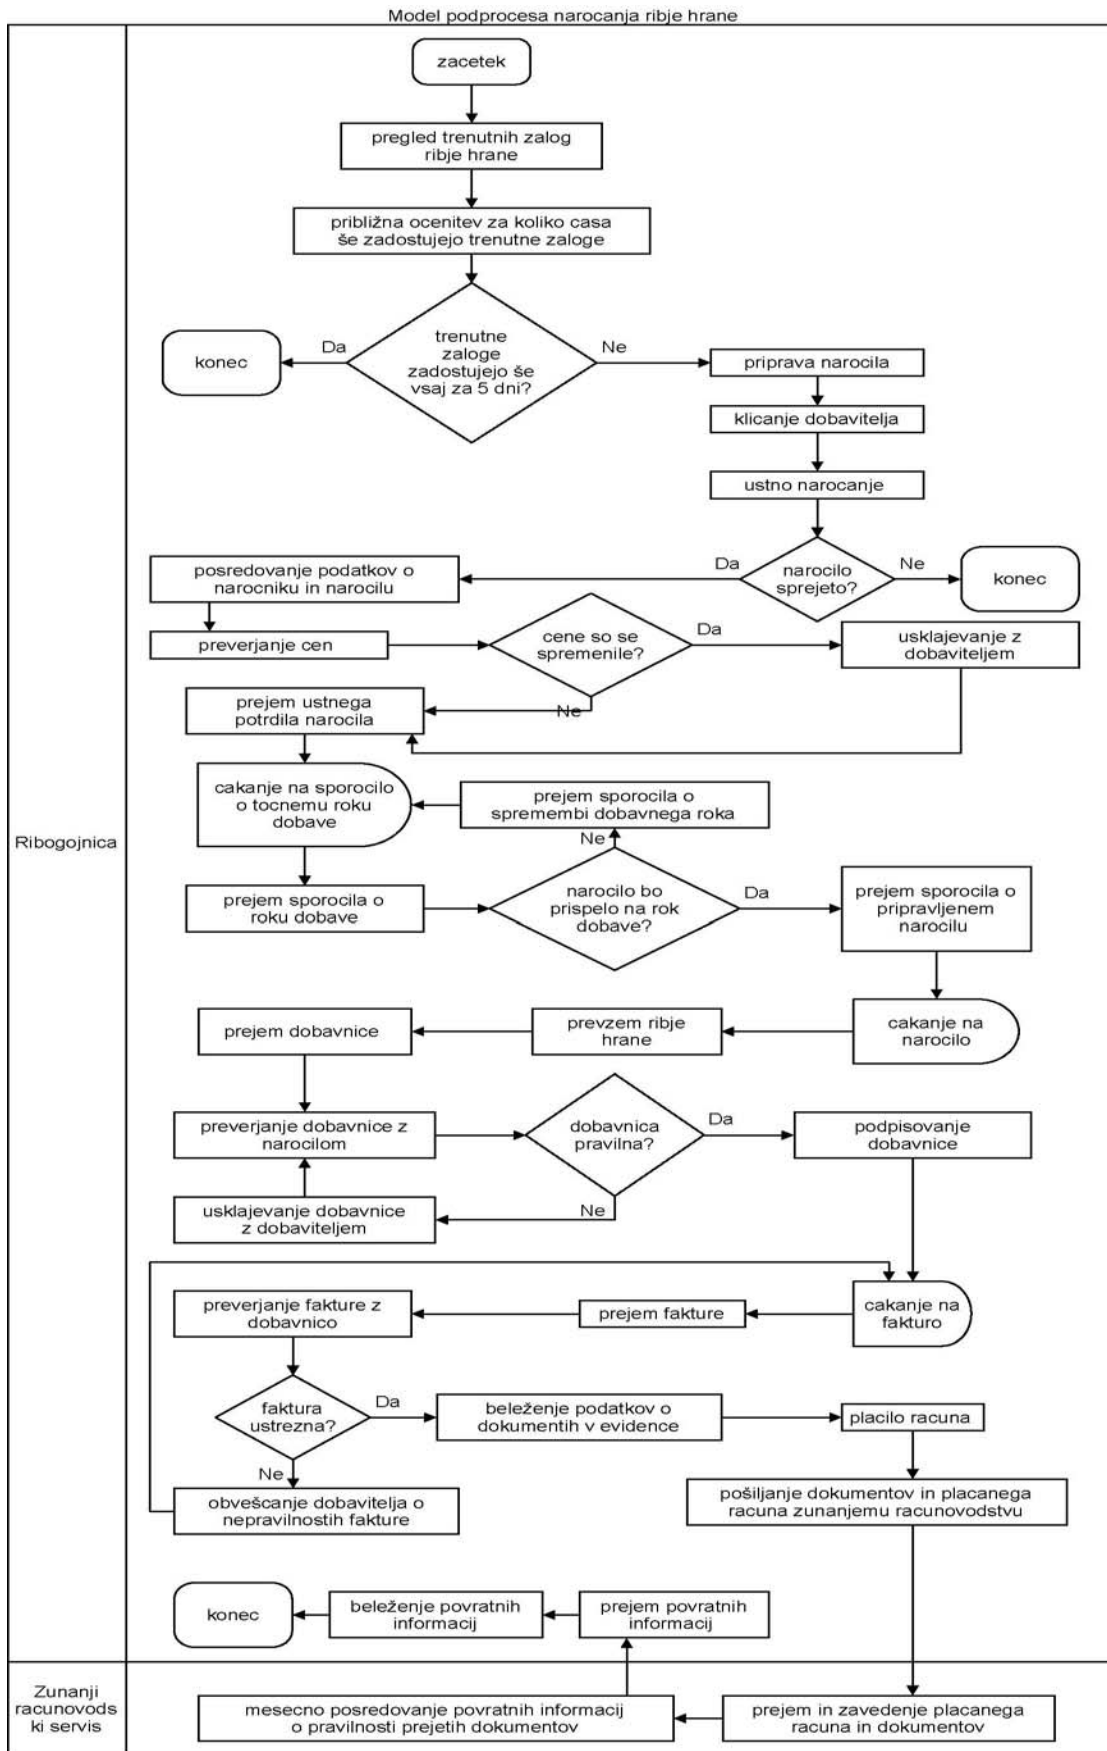 Model podprocesa narocanja ribje hrane
zacetek
pregled trenutnih zalog
ribje hrane
približna ocenitev za koliko casa
še zadostujejo trenutne zaloge
trenutne
zaloge
zadostujejo še
vsaj za 5 dni?
Da
konec
Ne
priprava narocila
klicanje dobavitelja
ustno narocanje
narocilo
sprejeto?
Ne
konec
Da
posredovanje podatkov o
narocniku in narocilu
preverjanje cen
cene so se
spremenile?
Da
usklajevanje z
dobaviteljem
Ne
prejem ustnega
potrdila narocila
cakanje na sporocilo
o tocnemu roku
dobave
prejem sporocila o
spremembi dobavnega roka
Ne
Ribogojnica
prejem sporocila o
roku dobave
narocilo bo
prispelo na rok
dobave?
Da
prejem sporocila o
pripravljenem
narocilu
cakanje na
narocilo
prevzem ribje
hrane
prejem dobavnice
preverjanje dobavnice z
narocilom
dobavnica
pravilna?
Da
podpisovanje
dobavnice
Ne
usklajevanje dobavnice
z dobaviteljem
cakanje na
fakturo
prejem fakture
preverjanje fakture z
dobavnico
faktura
ustrezna?
Da
beleženje podatkov o
dokumentih v evidence
placilo racuna
Ne
obvešcanje dobavitelja o
nepravilnostih fakture
pošiljanje dokumentov in placanega
racuna zunanjemu racunovodstvu
konec
beleženje povratnih
informacij
prejem povratnih
informacij
Zunanji
racunovods
ki servis
mesecno posredovanje povratnih informacij
o pravilnosti prejetih dokumentov
prejem in zavedenje placanega
racuna in dokumentov